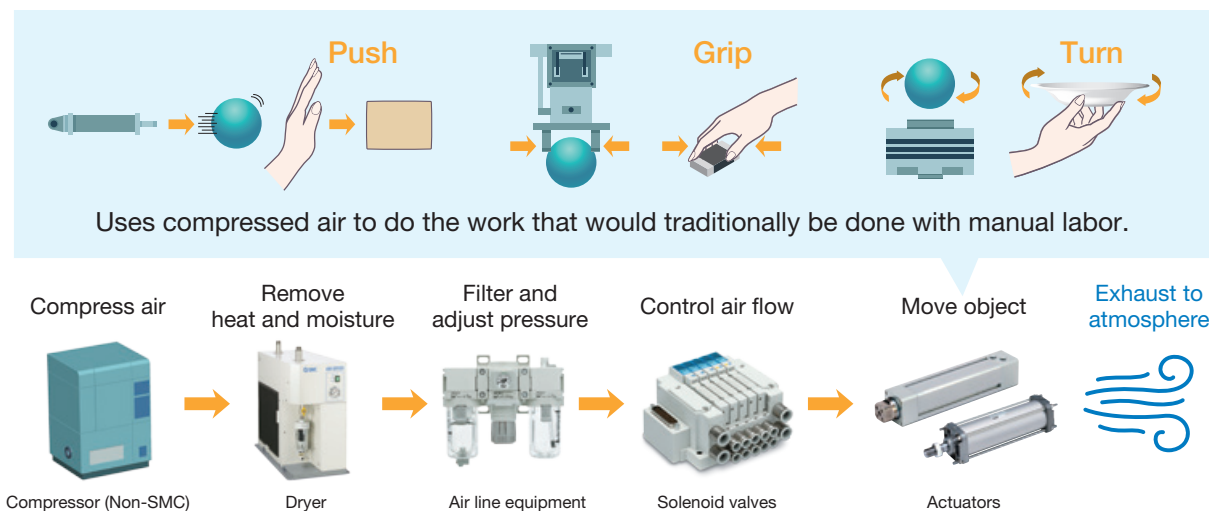 Push
Grip
Turn
Uses compressed air to do the work that would traditionally be done with manual labor.
Compress air
Remove
heat and moisture
Filter and
adjust pressure
Control air flow
Move object
Exhaust to
atmosphere
Compressor (Non-SMC)
Dryer
Air line equipment
Solenoid valves
Actuators